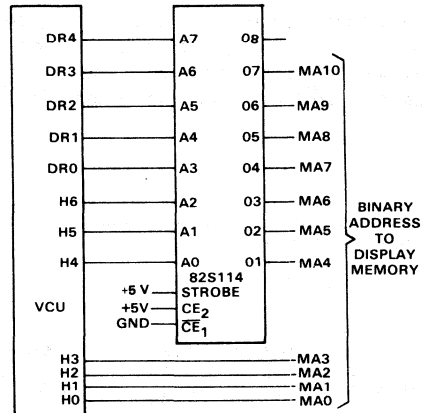 DR4 A7 O8
DR3 A6 O7 MA10
DR2 A5 O6 MA9
DR1 A4 O5 MA8
DR0 A3 O4 MA7
H6 A2 O3 MA6
H5 A1 O2 MA5
H4 A0 O1 MA4
BINARY
ADDRESS
TO
DISPLAY
MEMORY
82S114
+5 V STROBE
VCU +5V CE2
GND CE1
H3 MA3
H2 MA2
H1 MA1
H0 MA0